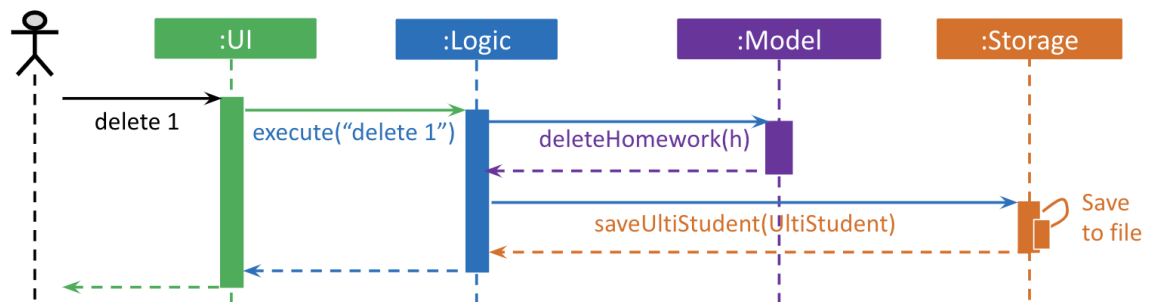 :UI
:Logic
:Model
:Storage
delete 1
execute(“delete 1”)
deleteHomework(h)
saveUltiStudent(UltiStudent)
Save
to file